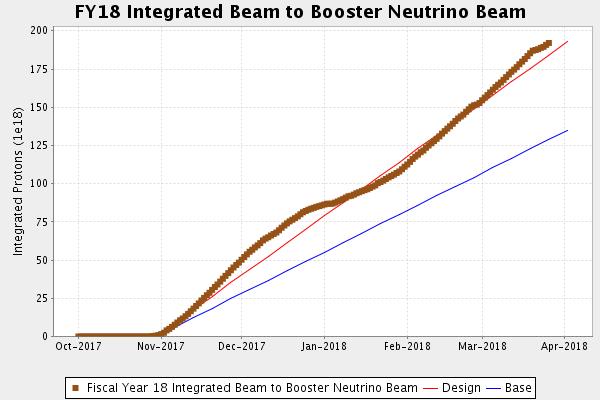 FY18 Integrated Beam to Booster Neutrino Beam
Integrated Protons (1e18)
200
175
150
125
100
75
50
25
0
Oct-2017 Nov-2017 Dec-2017 Jan-2018 Feb-2018 Mar-2018 Apr-2018
Fiscal Year 18 Integrated Beam to Booster Neutrino Beam Design Base